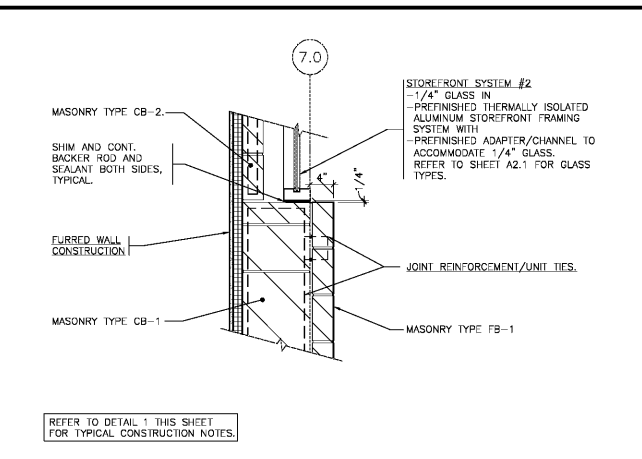 7.0
MASONRY TYPE CB-2.
SHIM AND CONT.
BACKER ROD AND
SEALANT BOTH SIDES,
TYPICAL.
FURRED WALL
CONSTRUCTION
MASONRY TYPE CB-1
STOREFRONT SYSTEM #2
-1/4" GLASS IN
-PREFINISHED THERMALLY ISOLATED
ALUMINUM STOREFRONT FRAMING
SYSTEM WITH
-PREFINISHED ADAPTER/CHANNEL TO
ACCOMMODATE 1/4" GLASS.
REFER TO SHEET A2.1 FOR GLASS
TYPES.
4"
1/4"
JOINT REINFORCEMENT/UNIT TIES.
MASONRY TYPE FB-1
REFER TO DETAIL 1 THIS SHEET
FOR TYPICAL CONSTRUCTION NOTES.